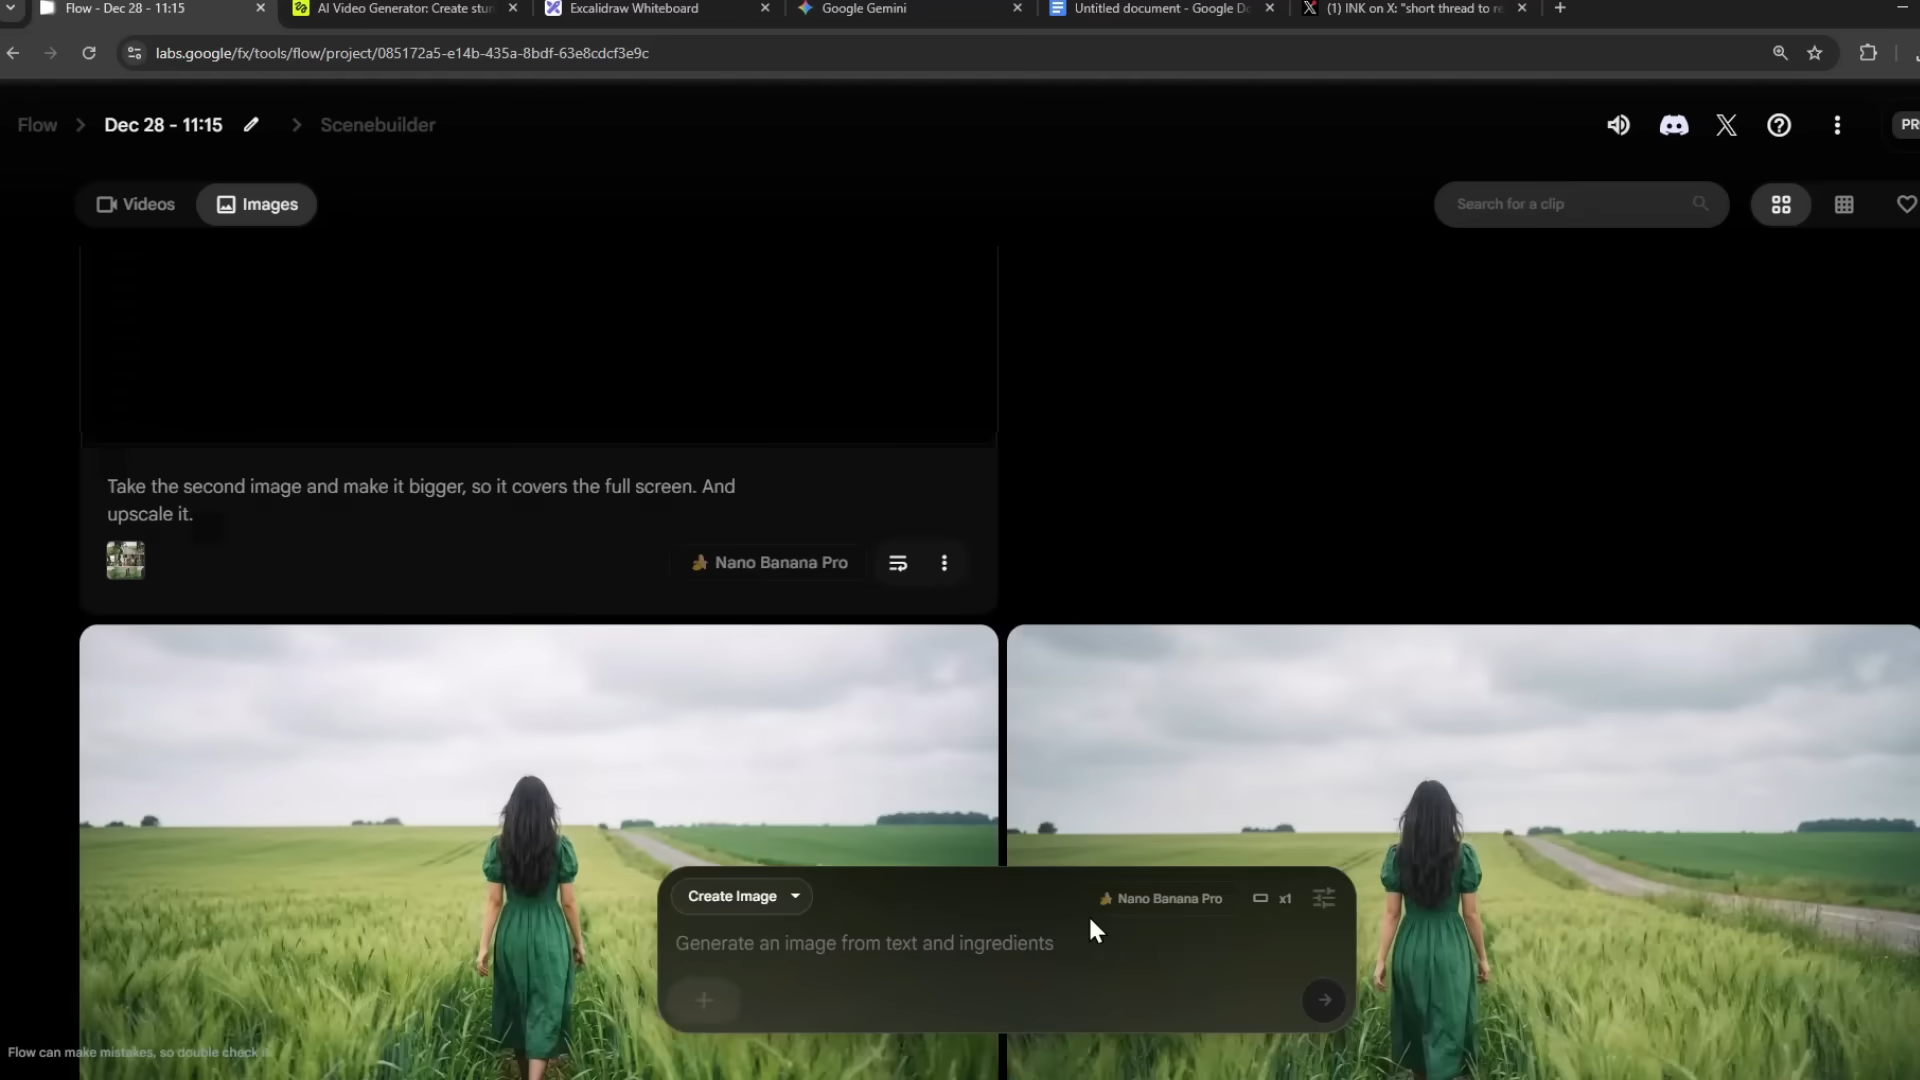 Flow - Dec 28 - 11:15
AI Video Generator: Create stun
Excalidraw Whiteboard
Google Gemini
Untitled document - Google Do
(1) INK on X: "short thread to re
labs.google/fx/tools/flow/project/085172a5-e14b-435a-8bdf-63e8cdcf3e9c
Flow
Dec 28 - 11:15
Scenebuilder
PR
Videos
Images
Search for a clip
Take the second image and make it bigger, so it covers the full screen. And
upscale it.
Nano Banana Pro
Create Image
Nano Banana Pro
x1
Generate an image from text and ingredients
Flow can make mistakes, so double check it